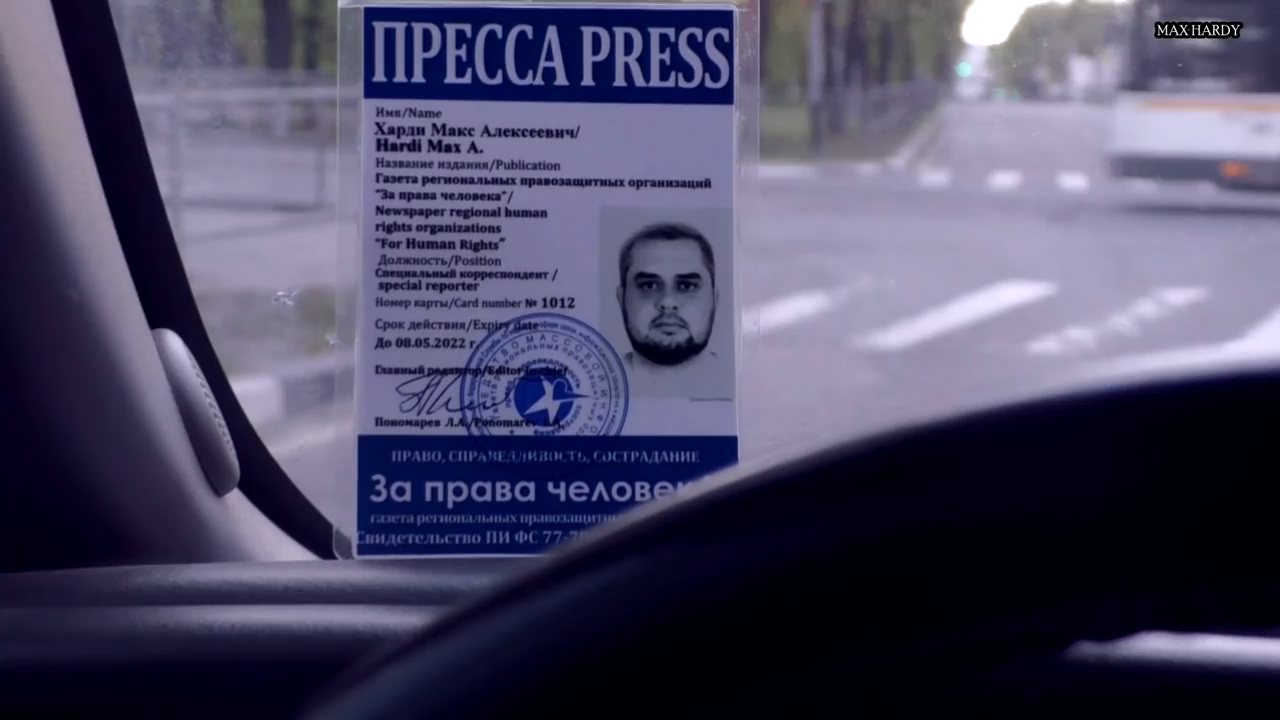 MAX HARDY
ПРЕССА PRESS
Имя/Name
Харди Макс Алексеевич/
Hardi Max A.
Название издания/Publication
Газета региональных правозащитных организаций
"За права человека"/
Newspaper regional human
rights organizations
"For Human Rights"
Должность/Position
Специальный корреспондент /
special reporter
Номер карты/Card number № 1012
Срок действия/Expiry date
До 08.05.2022 г.
Главный редактор/Editor in chief
Пономарев Л.А./Ponomarev L.A.
ПРАВО, СПРАВЕДЛИВОСТЬ, СОСТРАДАНИЕ
За права
газета региональных
Свидетельство ПИ ФС